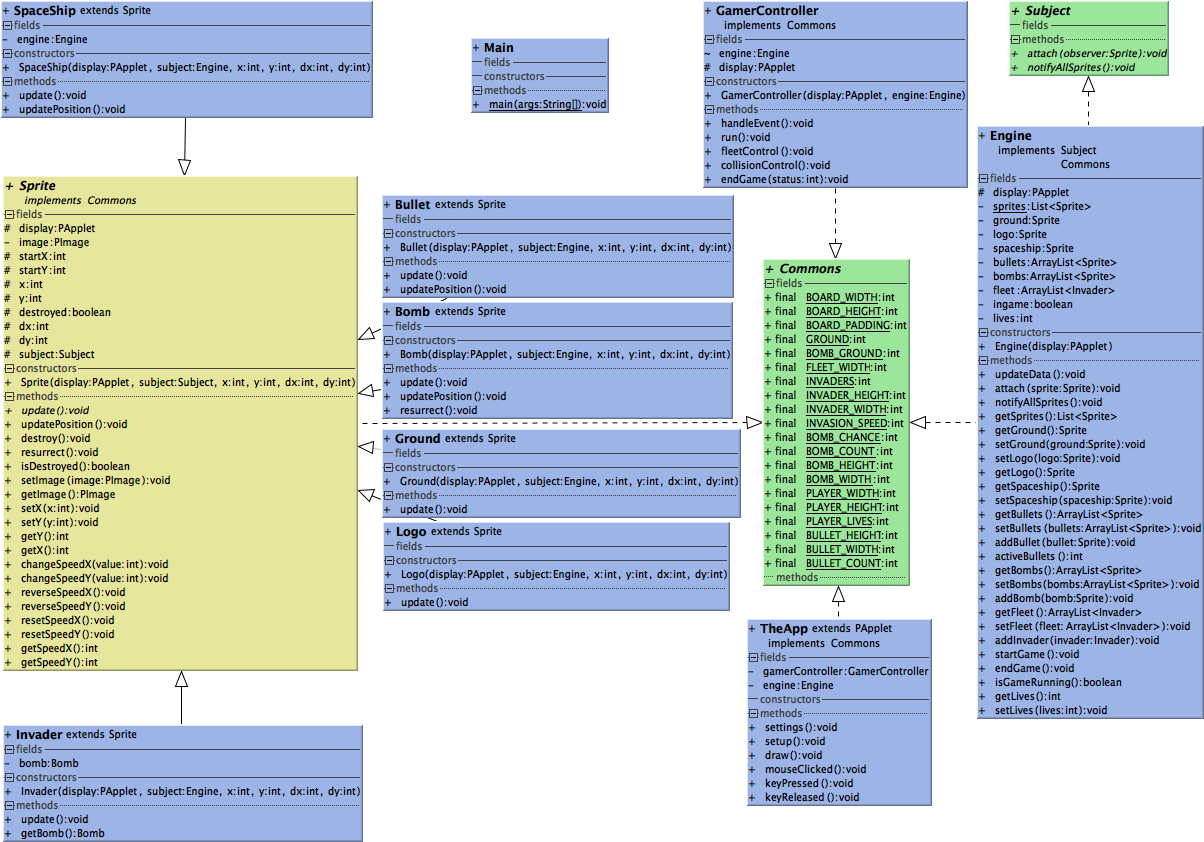 + SpaceShip extends Sprite
fields
- engine:Engine
constructors
+ SpaceShip(display:PApplet, subject:Engine, x:int, y:int, dx:int, dy:int)
methods
+ update():void
+ updatePosition():void
+ Main
fields
constructors
methods
+ main(args:String[]):void
+ GamerController
implements Commons
fields
~ engine:Engine
# display:PApplet
constructors
+ GamerController(display:PApplet, engine:Engine)
methods
+ handleEvent():void
+ run():void
+ fleetControl():void
+ collisionControl():void
+ endGame(status:int):void
+ Subject
fields
methods
+ attach(observer:Sprite):void
+ notifyAllSprites():void
+ Engine
implements Subject
Commons
fields
# display:PApplet
- sprites:List<Sprite>
- ground:Sprite
- logo:Sprite
- spaceship:Sprite
- bullets:ArrayList<Sprite>
- bombs:ArrayList<Sprite>
- fleet:ArrayList<Invader>
- ingame:boolean
- lives:int
constructors
+ Engine(display:PApplet)
methods
+ updateData():void
+ attach(sprite:Sprite):void
+ notifyAllSprites():void
+ getSprites():List<Sprite>
+ getGround():Sprite
+ setGround(ground:Sprite):void
+ setLogo(logo:Sprite):void
+ getLogo():Sprite
+ getSpaceship():Sprite
+ setSpaceship(spaceship:Sprite):void
+ getBullets():ArrayList<Sprite>
+ setBullets(bullets:ArrayList<Sprite>):void
+ addBullet(bullet:Sprite):void
+ activeBullets():int
+ getBombs():ArrayList<Sprite>
+ setBombs(bombs:ArrayList<Sprite>):void
+ addBomb(bomb:Sprite):void
+ getFleet():ArrayList<Invader>
+ setFleet(fleet:ArrayList<Invader>):void
+ addInvader(invader:Invader):void
+ startGame():void
+ endGame():void
+ isGameRunning():boolean
+ getLives():int
+ setLives(lives:int):void
+ Sprite
implements Commons
fields
# display:PApplet
- image:PImage
# startX:int
# startY:int
# x:int
# y:int
# destroyed:boolean
# dx:int
# dy:int
# subject:Subject
constructors
+ Sprite(display:PApplet, subject:Subject, x:int, y:int, dx:int, dy:int)
methods
+ update():void
+ updatePosition():void
+ destroy():void
+ resurrect():void
+ isDestroyed():boolean
+ setImage(image:PImage):void
+ getImage():PImage
+ setX(x:int):void
+ setY(y:int):void
+ getY():int
+ getX():int
+ changeSpeedX(value:int):void
+ changeSpeedY(value:int):void
+ reverseSpeedX():void
+ reverseSpeedY():void
+ resetSpeedX():void
+ resetSpeedY():void
+ getSpeedX():int
+ getSpeedY():int
+ Bullet extends Sprite
fields
constructors
+ Bullet(display:PApplet, subject:Engine, x:int, y:int, dx:int, dy:int)
methods
+ update():void
+ updatePosition():void
+ Bomb extends Sprite
fields
constructors
+ Bomb(display:PApplet, subject:Engine, x:int, y:int, dx:int, dy:int)
methods
+ update():void
+ updatePosition():void
+ resurrect():void
+ Ground extends Sprite
fields
constructors
+ Ground(display:PApplet, subject:Engine, x:int, y:int, dx:int, dy:int)
methods
+ update():void
+ Logo extends Sprite
fields
constructors
+ Logo(display:PApplet, subject:Engine, x:int, y:int, dx:int, dy:int)
methods
+ update():void
+ Commons
fields
+ final BOARD_WIDTH:int
+ final BOARD_HEIGHT:int
+ final BOARD_PADDING:int
+ final GROUND:int
+ final BOMB_GROUND:int
+ final FLEET_WIDTH:int
+ final INVADERS:int
+ final INVADER_HEIGHT:int
+ final INVADER_WIDTH:int
+ final INVASION_SPEED:int
+ final BOMB_CHANCE:int
+ final BOMB_COUNT:int
+ final BOMB_HEIGHT:int
+ final BOMB_WIDTH:int
+ final PLAYER_WIDTH:int
+ final PLAYER_HEIGHT:int
+ final PLAYER_LIVES:int
+ final BULLET_HEIGHT:int
+ final BULLET_WIDTH:int
+ final BULLET_COUNT:int
methods
+ TheApp extends PApplet
implements Commons
fields
- gamerController:GamerController
- engine:Engine
constructors
methods
+ settings():void
+ setup():void
+ draw():void
+ mouseClicked():void
+ keyPressed():void
+ keyReleased():void
+ Invader extends Sprite
fields
- bomb:Bomb
constructors
+ Invader(display:PApplet, subject:Engine, x:int, y:int, dx:int, dy:int)
methods
+ update():void
+ getBomb():Bomb